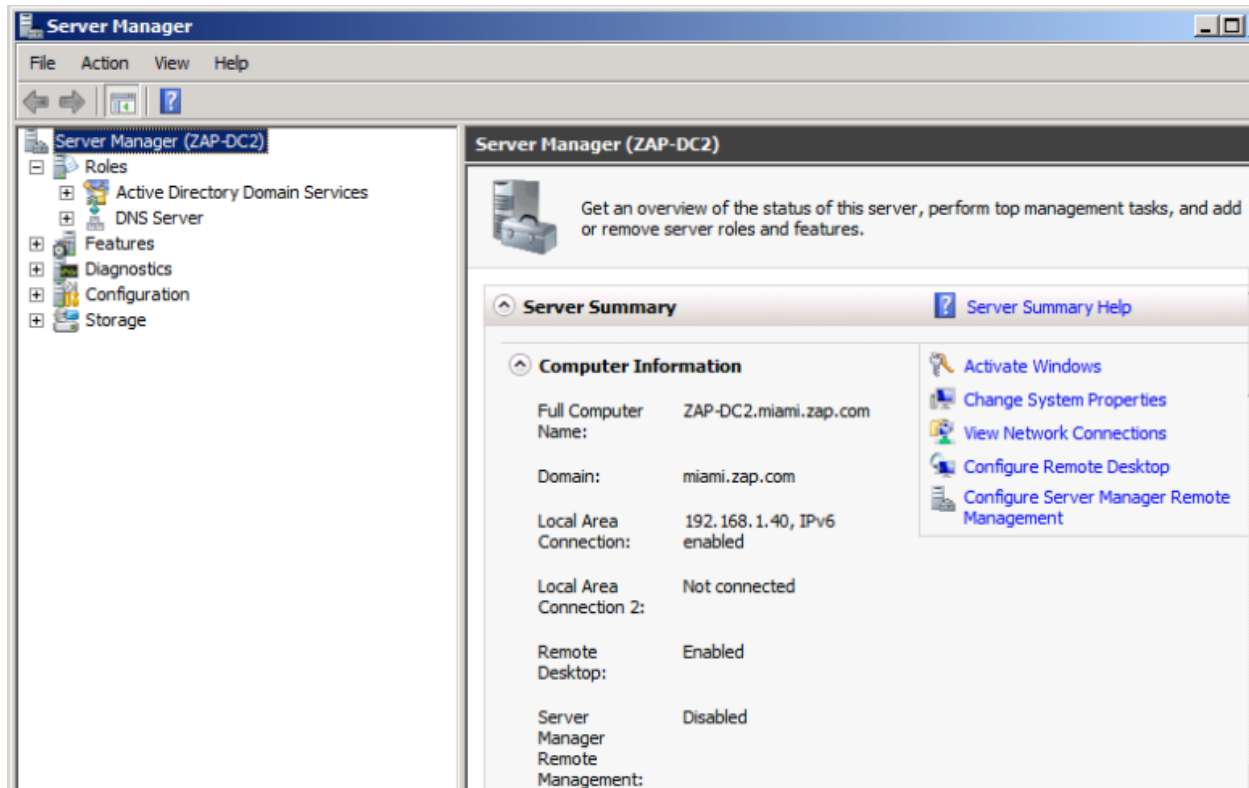 Server Manager
File Action View Help
Server Manager (ZAP-DC2)
Roles
Active Directory Domain Services
DNS Server
Features
Diagnostics
Configuration
Storage
Server Manager (ZAP-DC2)
Get an overview of the status of this server, perform top management tasks, and add
or remove server roles and features.
Server Summary
Server Summary Help
Computer Information
Full Computer
Name:
ZAP-DC2.miami.zap.com
Domain:
miami.zap.com
Local Area
Connection:
192.168.1.40, IPv6
enabled
Local Area
Connection 2:
Not connected
Remote
Desktop:
Enabled
Server
Manager
Remote
Management:
Disabled
Activate Windows
Change System Properties
View Network Connections
Configure Remote Desktop
Configure Server Manager Remote
Management